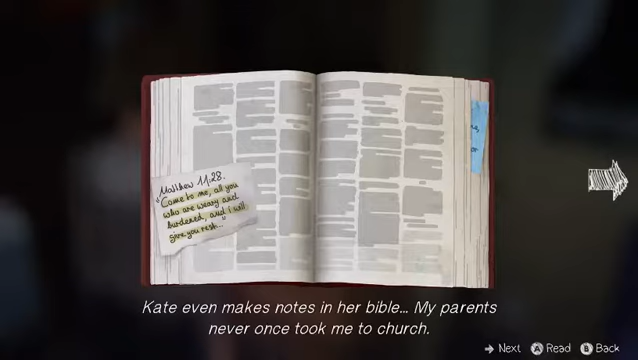 Matthew 11:28.
"Come to me, all you
who are weary and
burdened, and i will
give you rest..."
or
Kate even makes notes in her bible... My parents
never once took me to church.
Next A Read B Back